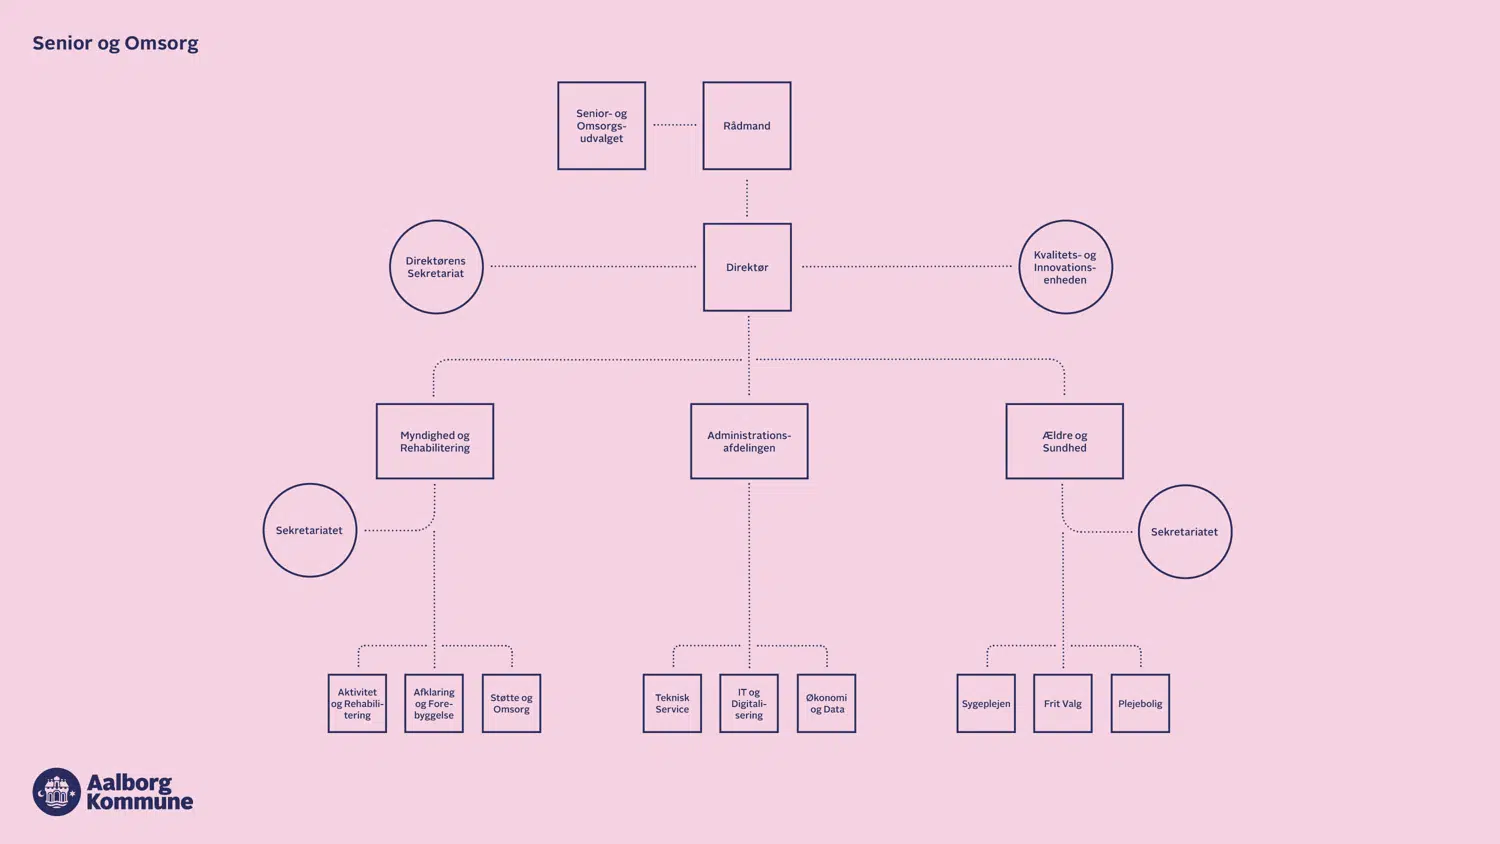 Senior og Omsorg
Senior- og
Omsorgs-
udvalget
Rådmand
Direktørens
Sekretariat
Direktør
Kvalitets- og
Innovations-
enheden
Myndighed og
Rehabilitering
Administrations-
afdelingen
Ældre og
Sundhed
Sekretariatet
Sekretariatet
Aktivitet
og Rehabili-
tering
Afklaring
og Fore-
byggelse
Støtte og
Omsorg
Teknisk
Service
IT og
Digitali-
sering
Økonomi
og Data
Sygeplejen
Frit Valg
Plejebolig
Aalborg
Kommune